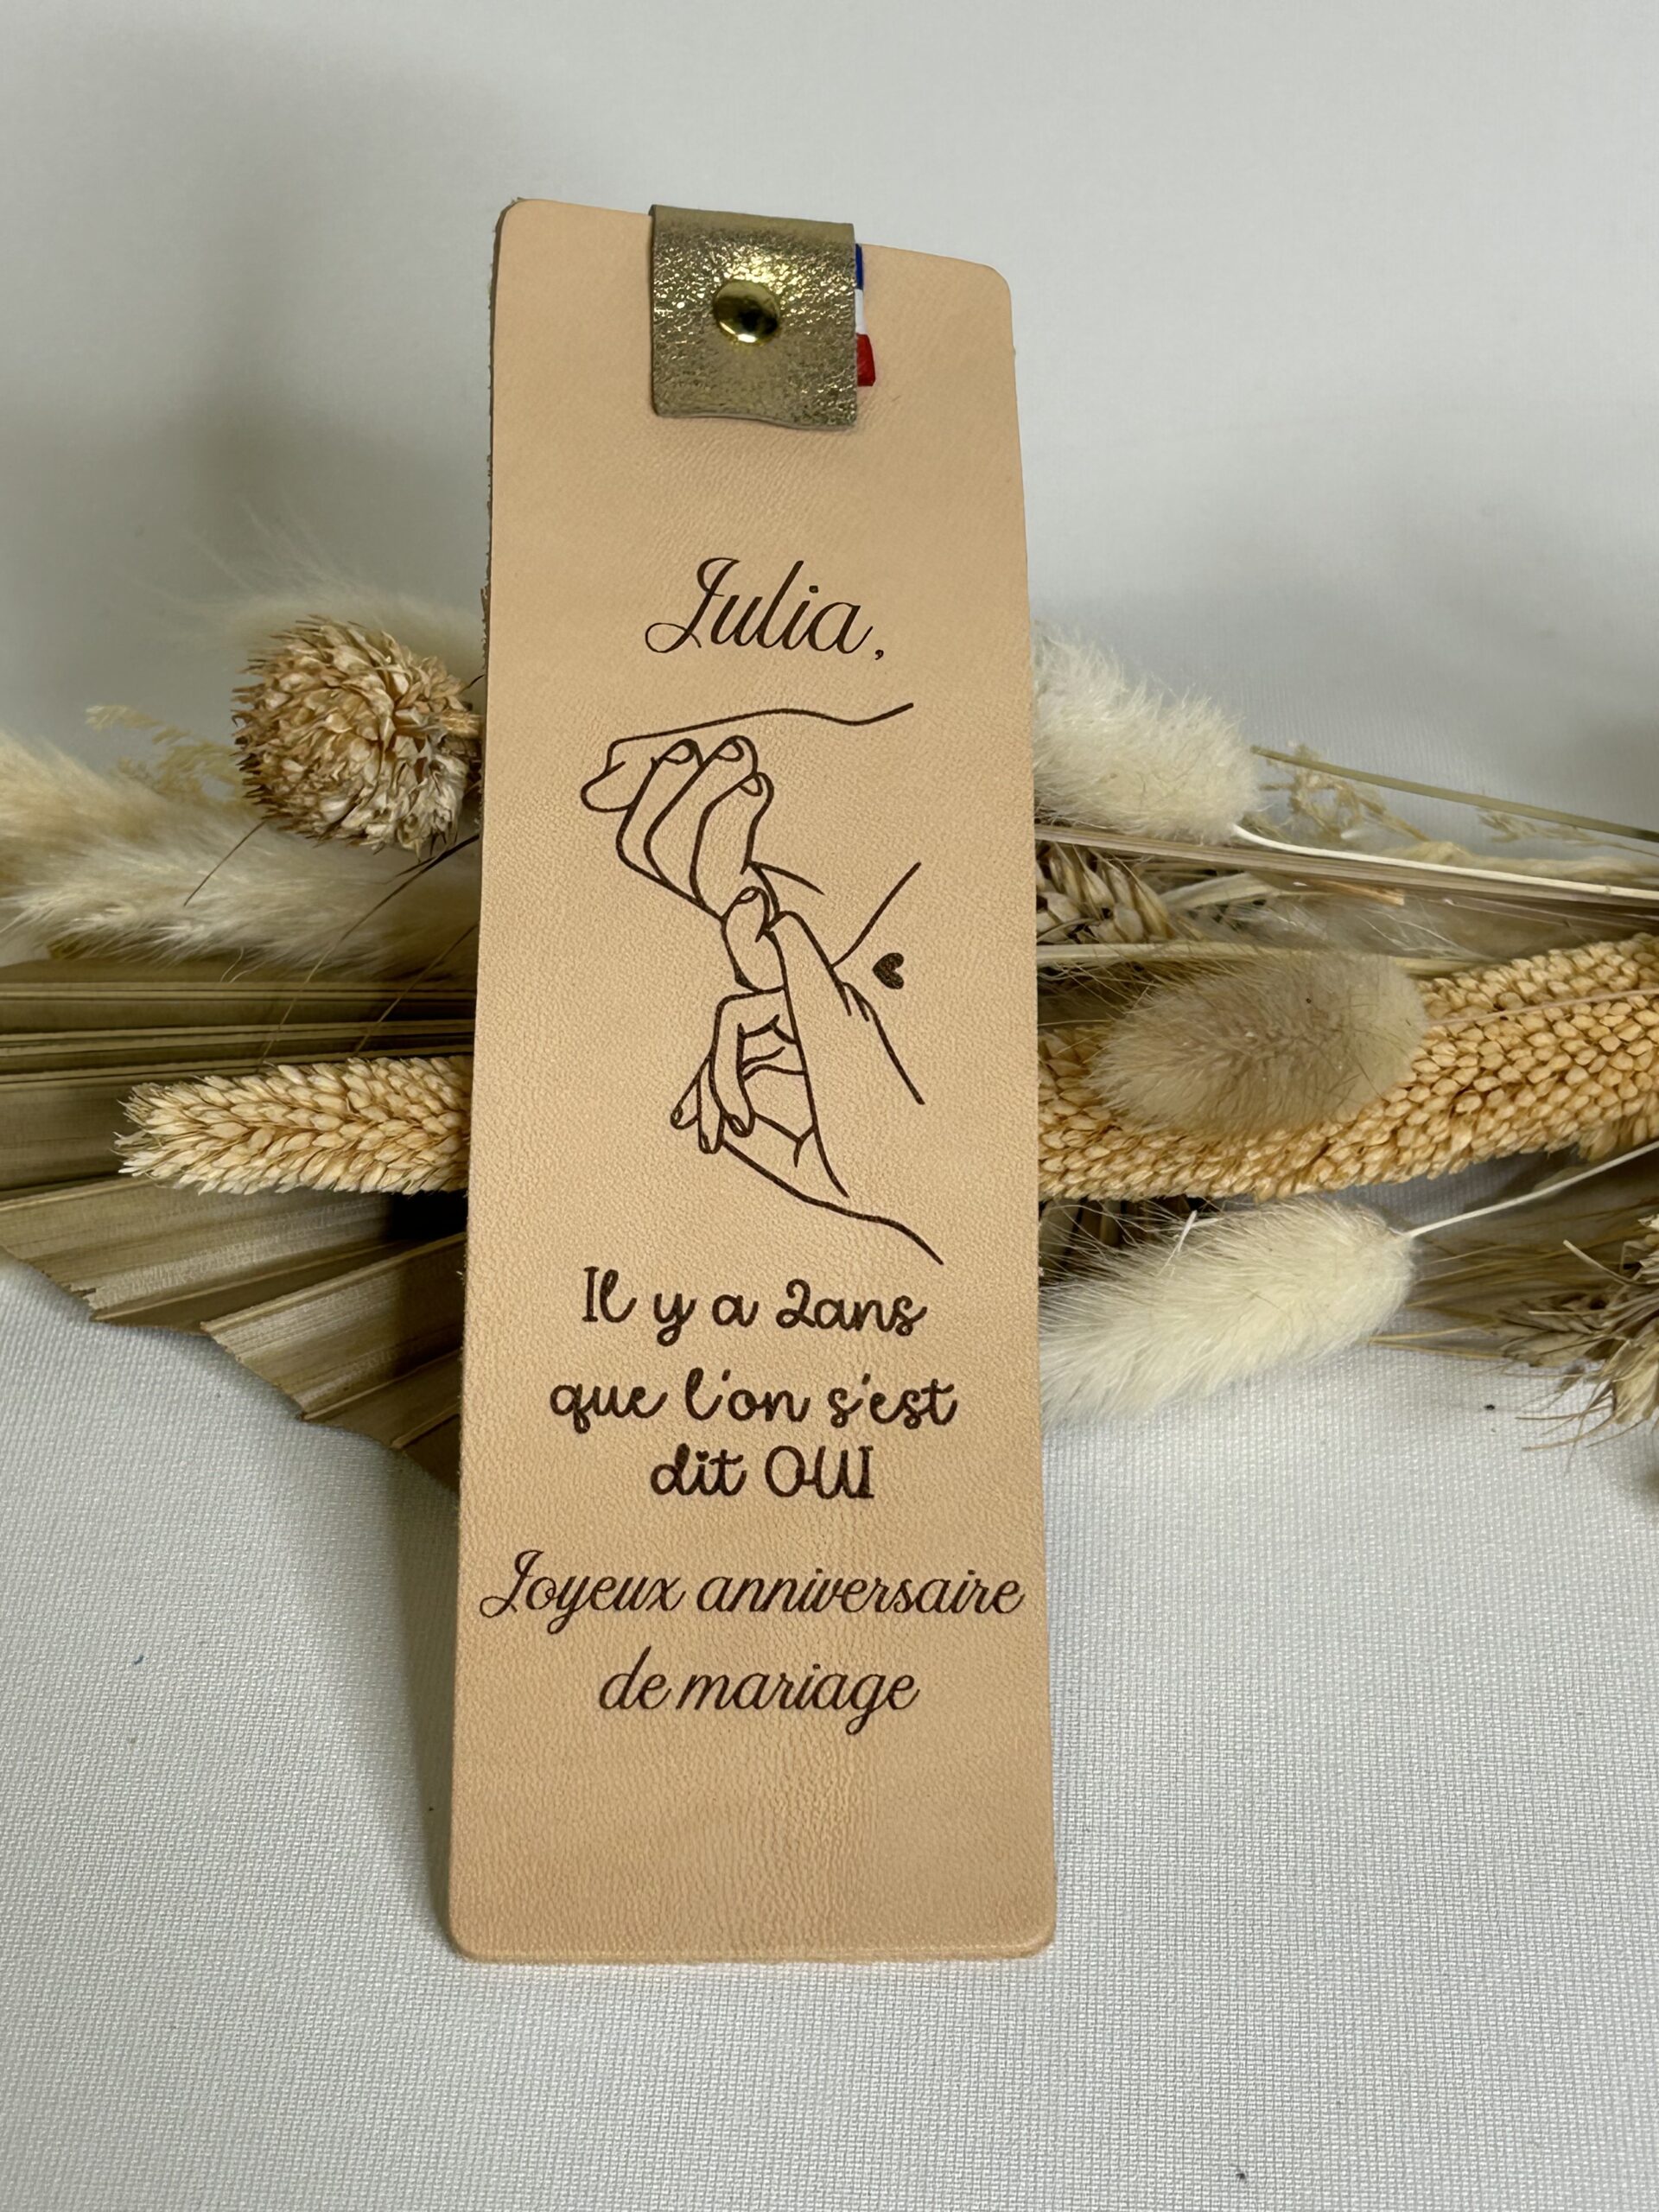 Julia,
Il y a 2ans
que l'on s'est
dit OUI
Joyeux anniversaire
de mariage